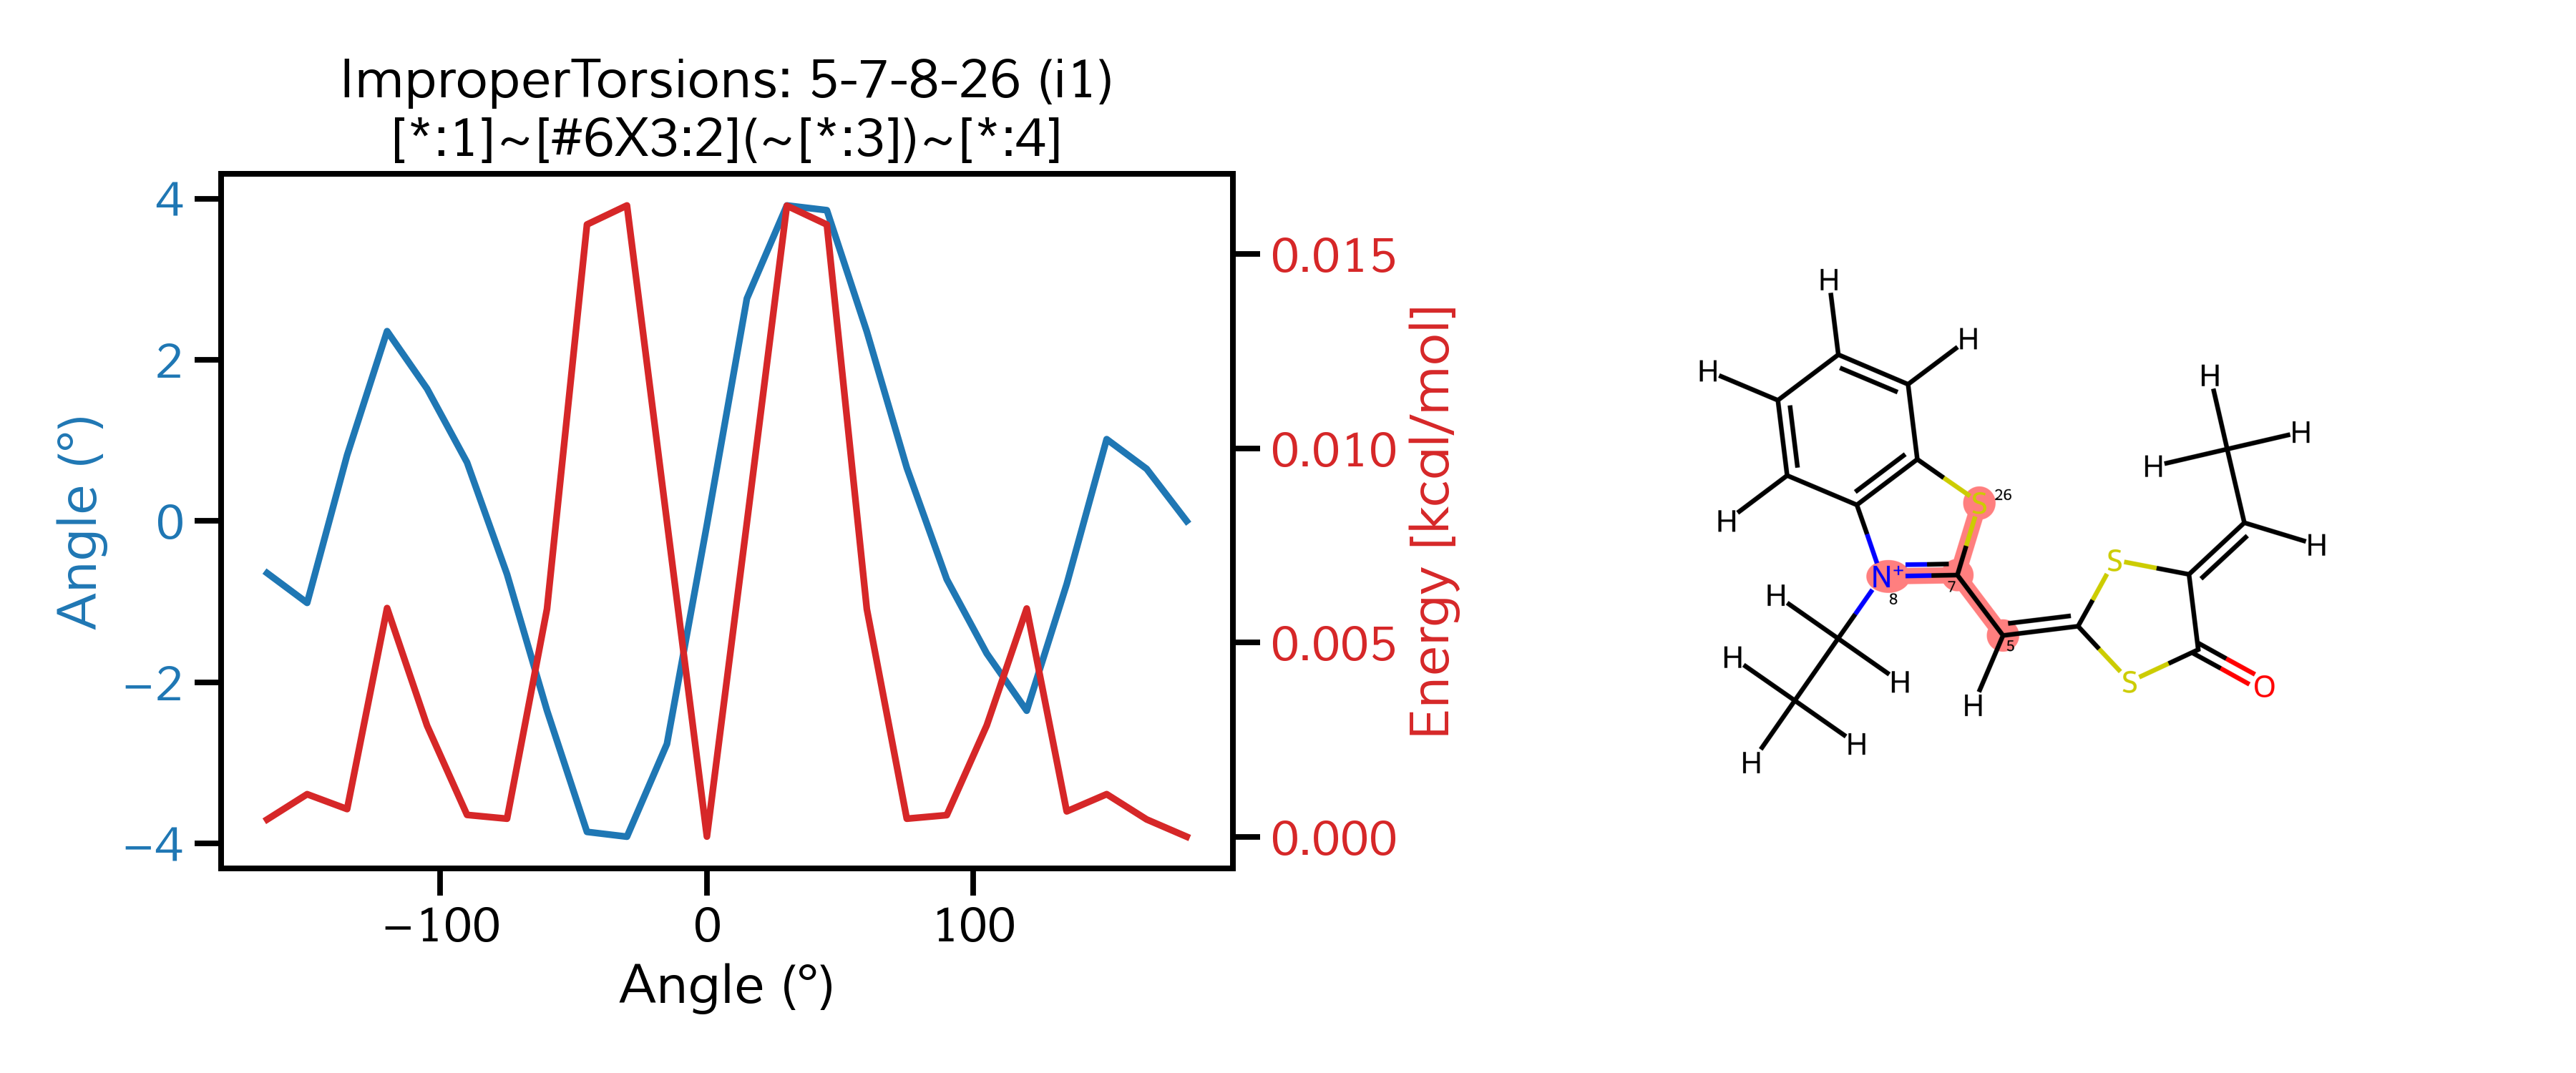 ImproperTorsions: 5-7-8-26 (i1)
[*:1]~[#6X3:2](~[*:3])~[*:4]
4
2
0
−2
−4
Angle (°)
0.015
0.010
0.005
0.000
Energy [kcal/mol]
−100
0
100
Angle (°)
H
H
H
H
H
H
H
S
26
S
H
N+
8
7
H
5
H
H
S
O
H
H
H